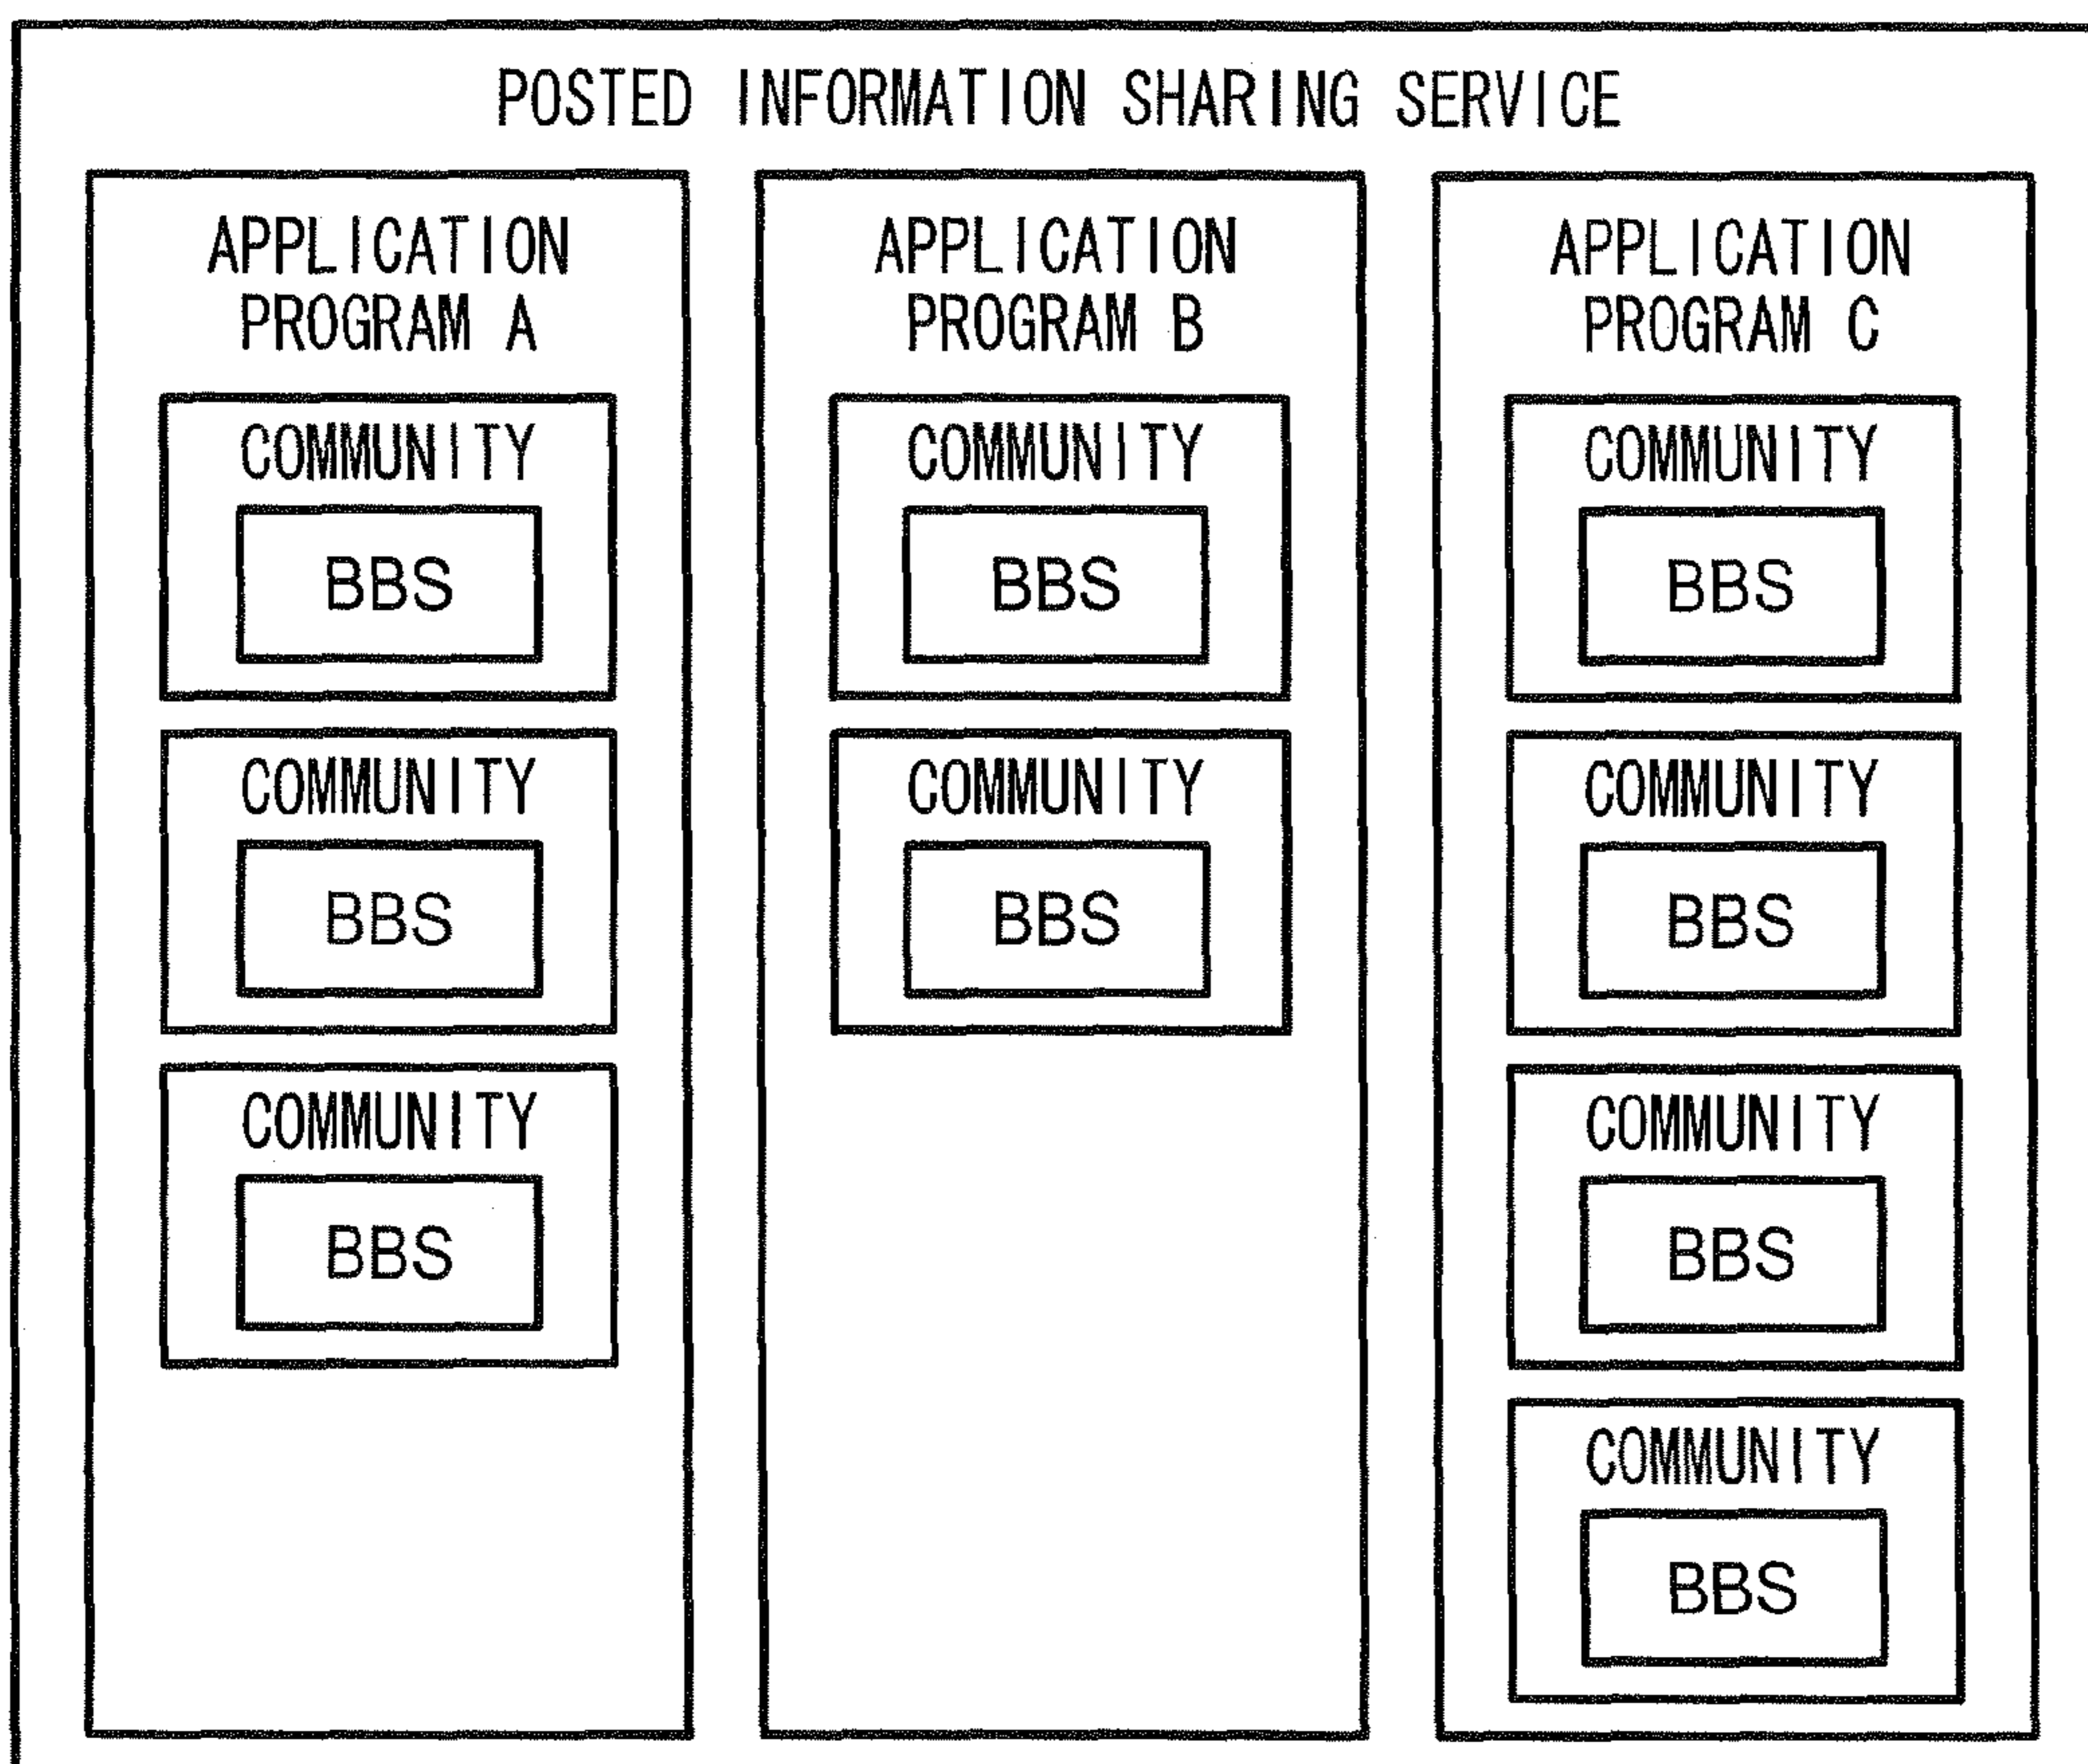 POSTED INFORMATION SHARING SERVICE
APPLICATION
PROGRAM A
COMMUNITY
BBS
COMMUNITY
BBS
COMMUNITY
BBS
APPLICATION
PROGRAM B
COMMUNITY
BBS
COMMUNITY
BBS
APPLICATION
PROGRAM C
COMMUNITY
BBS
COMMUNITY
BBS
COMMUNITY
BBS
COMMUNITY
BBS